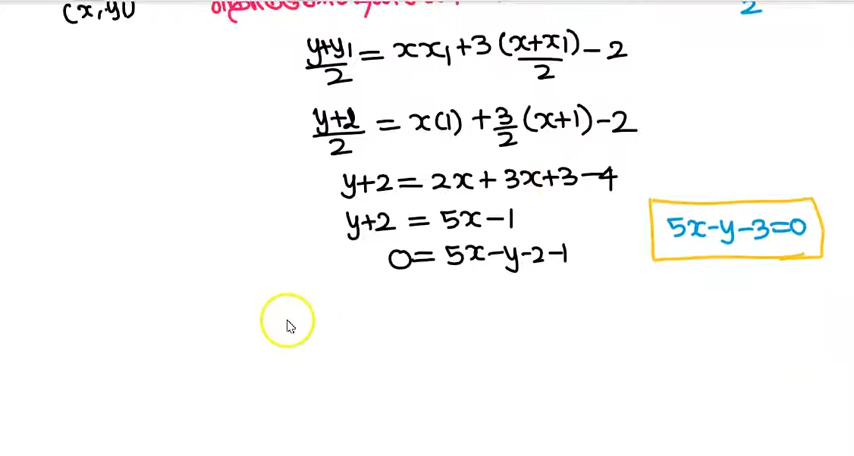 (x, y1)
2
y+y₁/2 = xx₁ + 3 (x+x₁)/2 - 2
y+2/2 = x(1) + 3/2 (x+1) - 2
y+2 = 2x + 3x+3-4
y+2 = 5x-1
5x-y-3=0
0= 5x-y-2-1